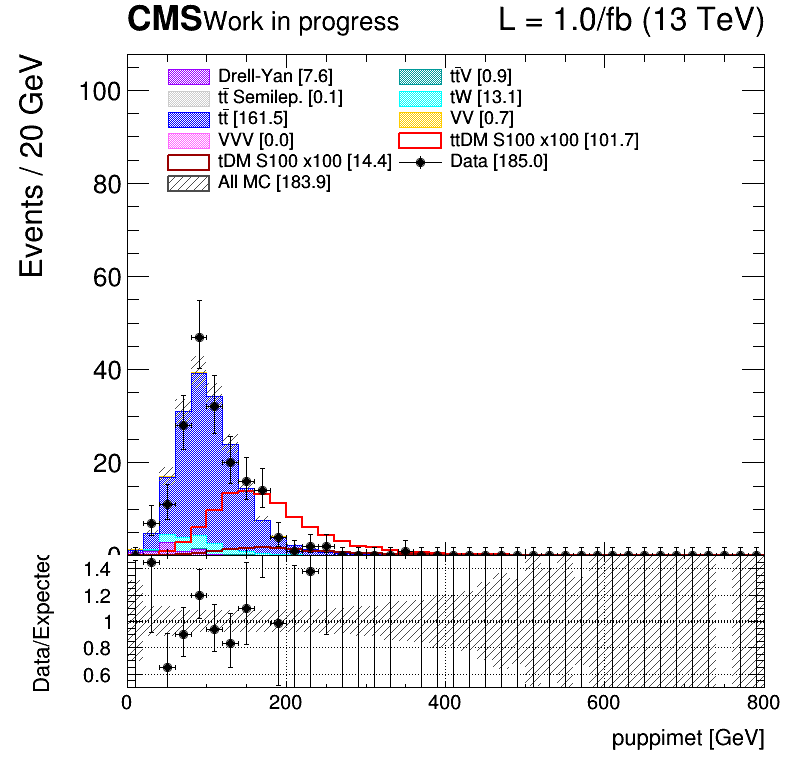 CMS Work in progress L = 1.0/fb (13 TeV)
Events / 20 GeV
100
80
60
40
20
0
Drell-Yan [7.6] tt̄V [0.9]
tt̄ Semilep. [0.1] tW [13.1]
tt̄ [161.5] VV [0.7]
VVV [0.0] ttDM S100 x100 [101.7]
tDM S100 x100 [14.4] Data [185.0]
All MC [183.9]
Data/Expected
1.4
1.2
1
0.8
0.6
0 200 400 600 800
puppimet [GeV]